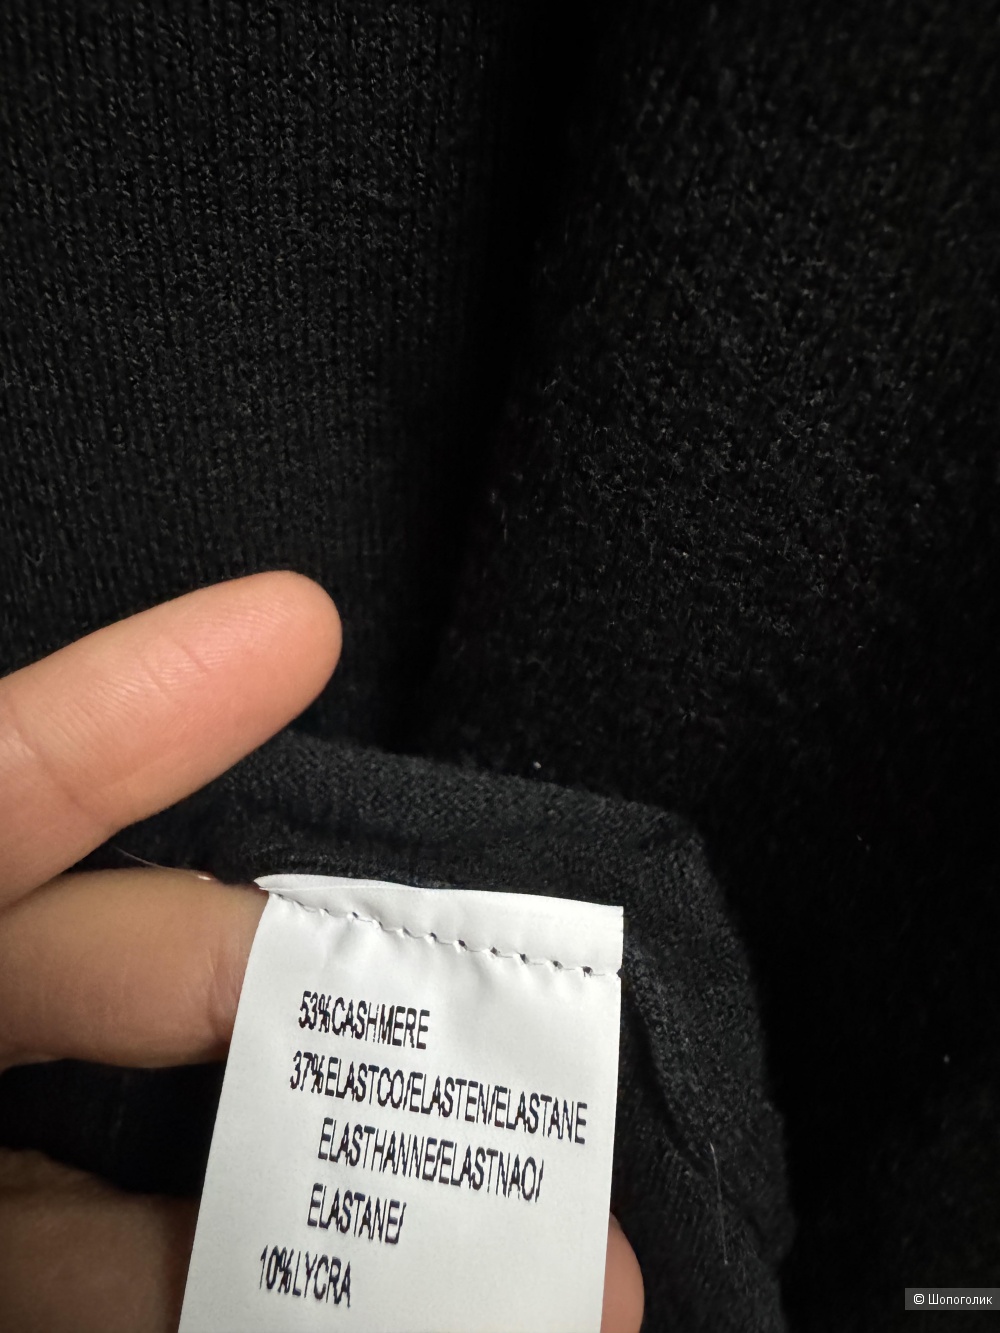 53%CASHMERE
37%ELASTCO/ELASTEN/ELASTANE
ELASTHANNE/ELASTNAO/
ELASTANE/
10%LYCRA
© Шопоголик